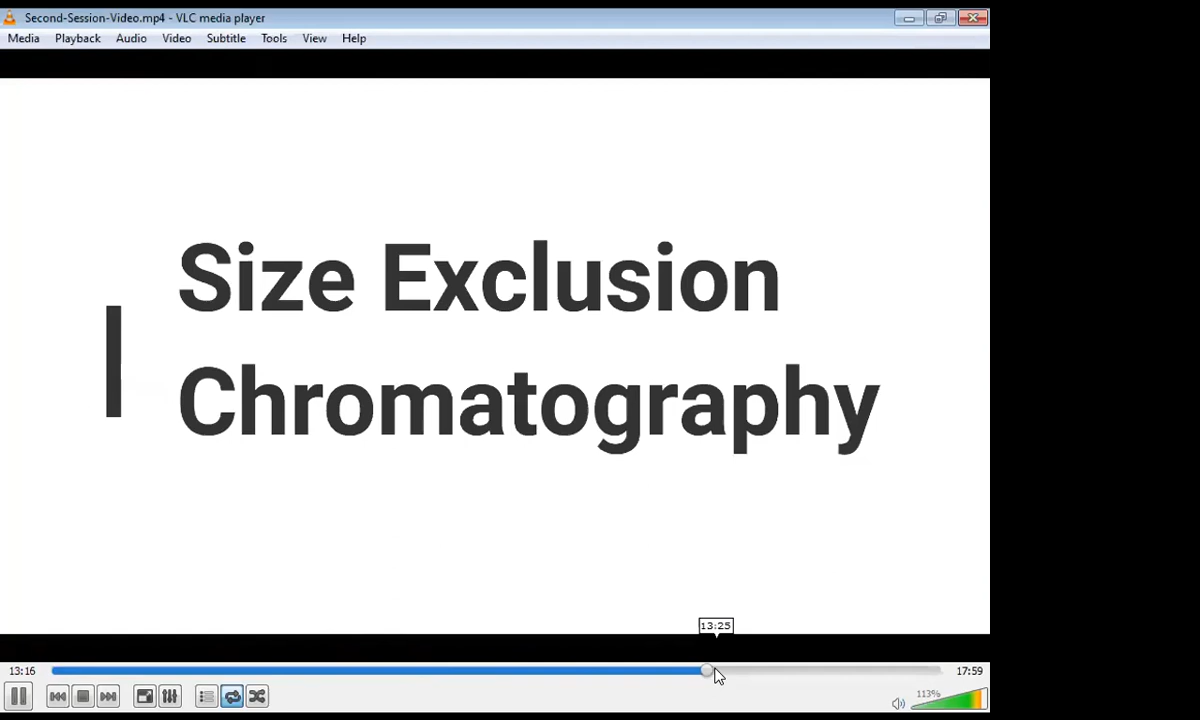 Second-Session-Video.mp4 - VLC media player
Media Playback Audio Video Subtitle Tools View Help
Size Exclusion
Chromatography
13:25
13:16
17:59
113%